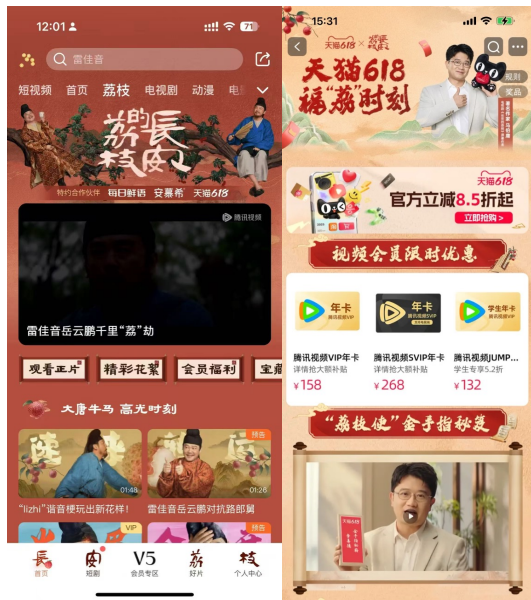 12:01
71
雷佳音
短视频 首页 荔枝 电视剧 动漫
长安的荔枝
特约合作伙伴 每日鲜语 安慕希 天猫618
腾讯视频
雷佳音岳云鹏千里“荔”劫
观看正片 精彩花絮 会员福利 宝藏
大唐牛马 高光时刻
预告
01:48 01:26
“lizhi”谐音梗玩出新花样! 雷佳音岳云鹏对抗路郎舅
VIP 预告
長 安 V5 荔 枝
首页 短剧 会员专区 好片 个人中心
15:31
天猫618
天猫618
福“荔”时刻
规则
奖品
天猫618
官方立减8.5折起
立即抢购 >
视频会员限时优惠
年卡 年卡 学生年卡
腾讯视频VIP年卡 腾讯视频SVIP年卡 腾讯视频JUMP...
详情抢大额补贴 详情抢大额补贴 学生专享5.2折
¥158 ¥268 ¥132
“荔枝使”金手指秘笈
天猫618